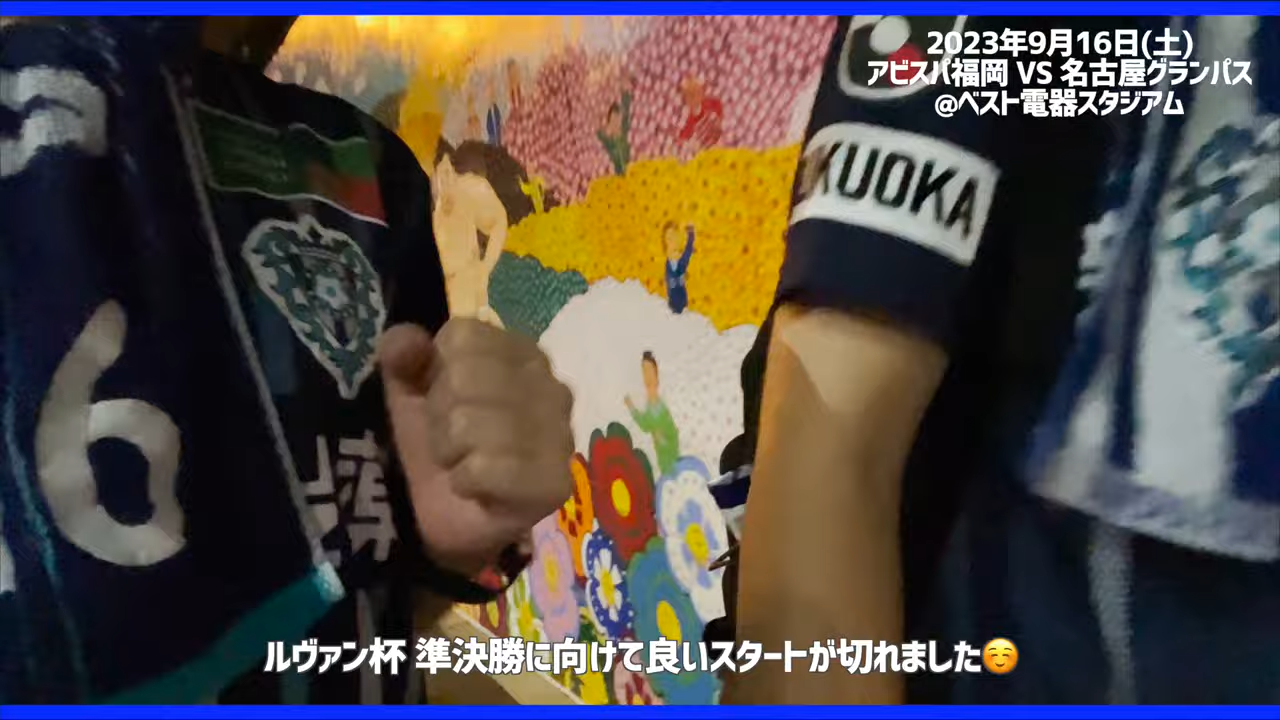 2023年9月16日(土)
アビスパ福岡 VS 名古屋グランパス
@ベスト電器スタジアム
KUOKA
6
ルヴァン杯 準決勝に向けて良いスタートが切れました☺️